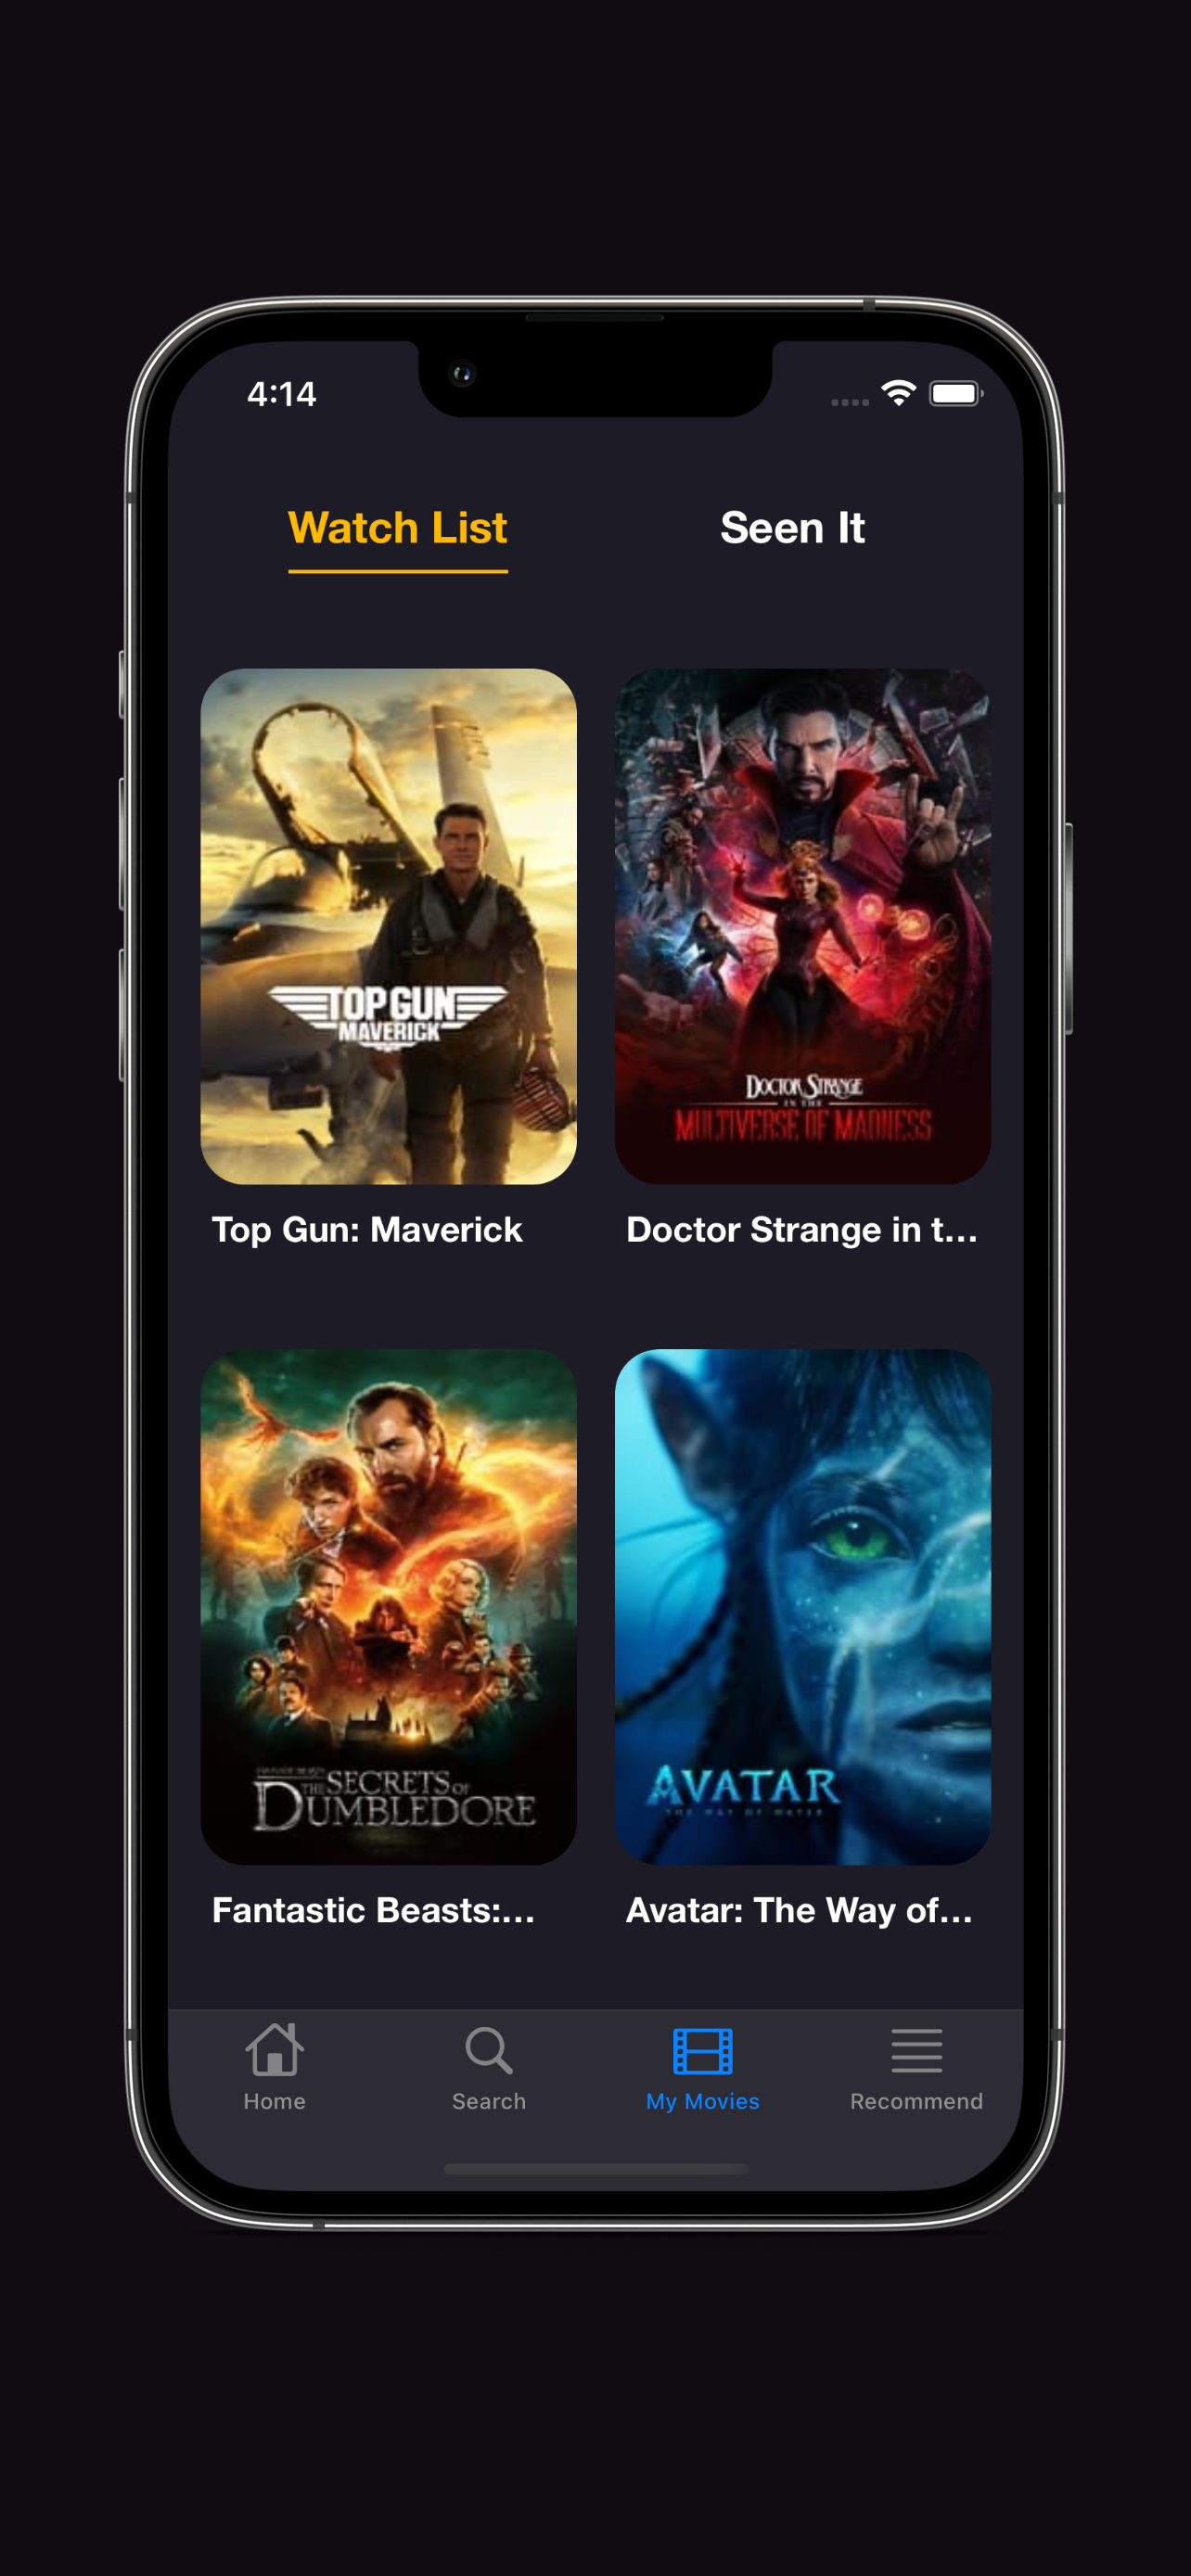 4:14
Watch List
Seen It
TOP GUN
MAVERICK
DOCTOR STRANGE
IN THE
MULTIVERSE OF MADNESS
Top Gun: Maverick
Doctor Strange in t...
FANTASTIC BEASTS
THE SECRETS OF
DUMBLEDORE
AVATAR
THE WAY OF WATER
Fantastic Beasts:...
Avatar: The Way of...
Home
Search
My Movies
Recommend